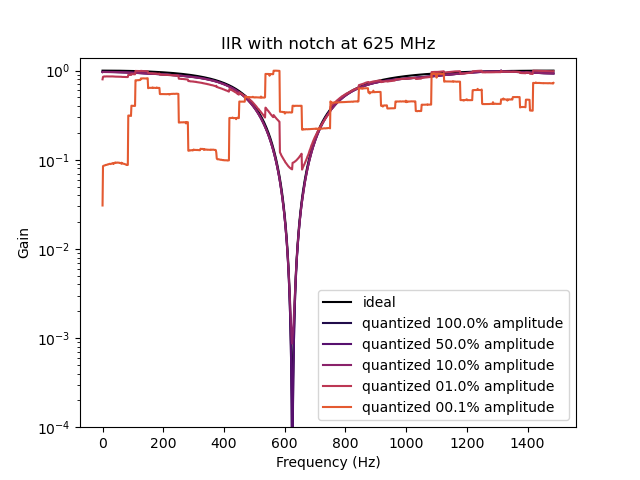 IIR with notch at 625 MHz
10⁰
10⁻¹
10⁻²
10⁻³
10⁻⁴
Gain
ideal
quantized 100.0% amplitude
quantized 50.0% amplitude
quantized 10.0% amplitude
quantized 01.0% amplitude
quantized 00.1% amplitude
0 200 400 600 800 1000 1200 1400
Frequency (Hz)